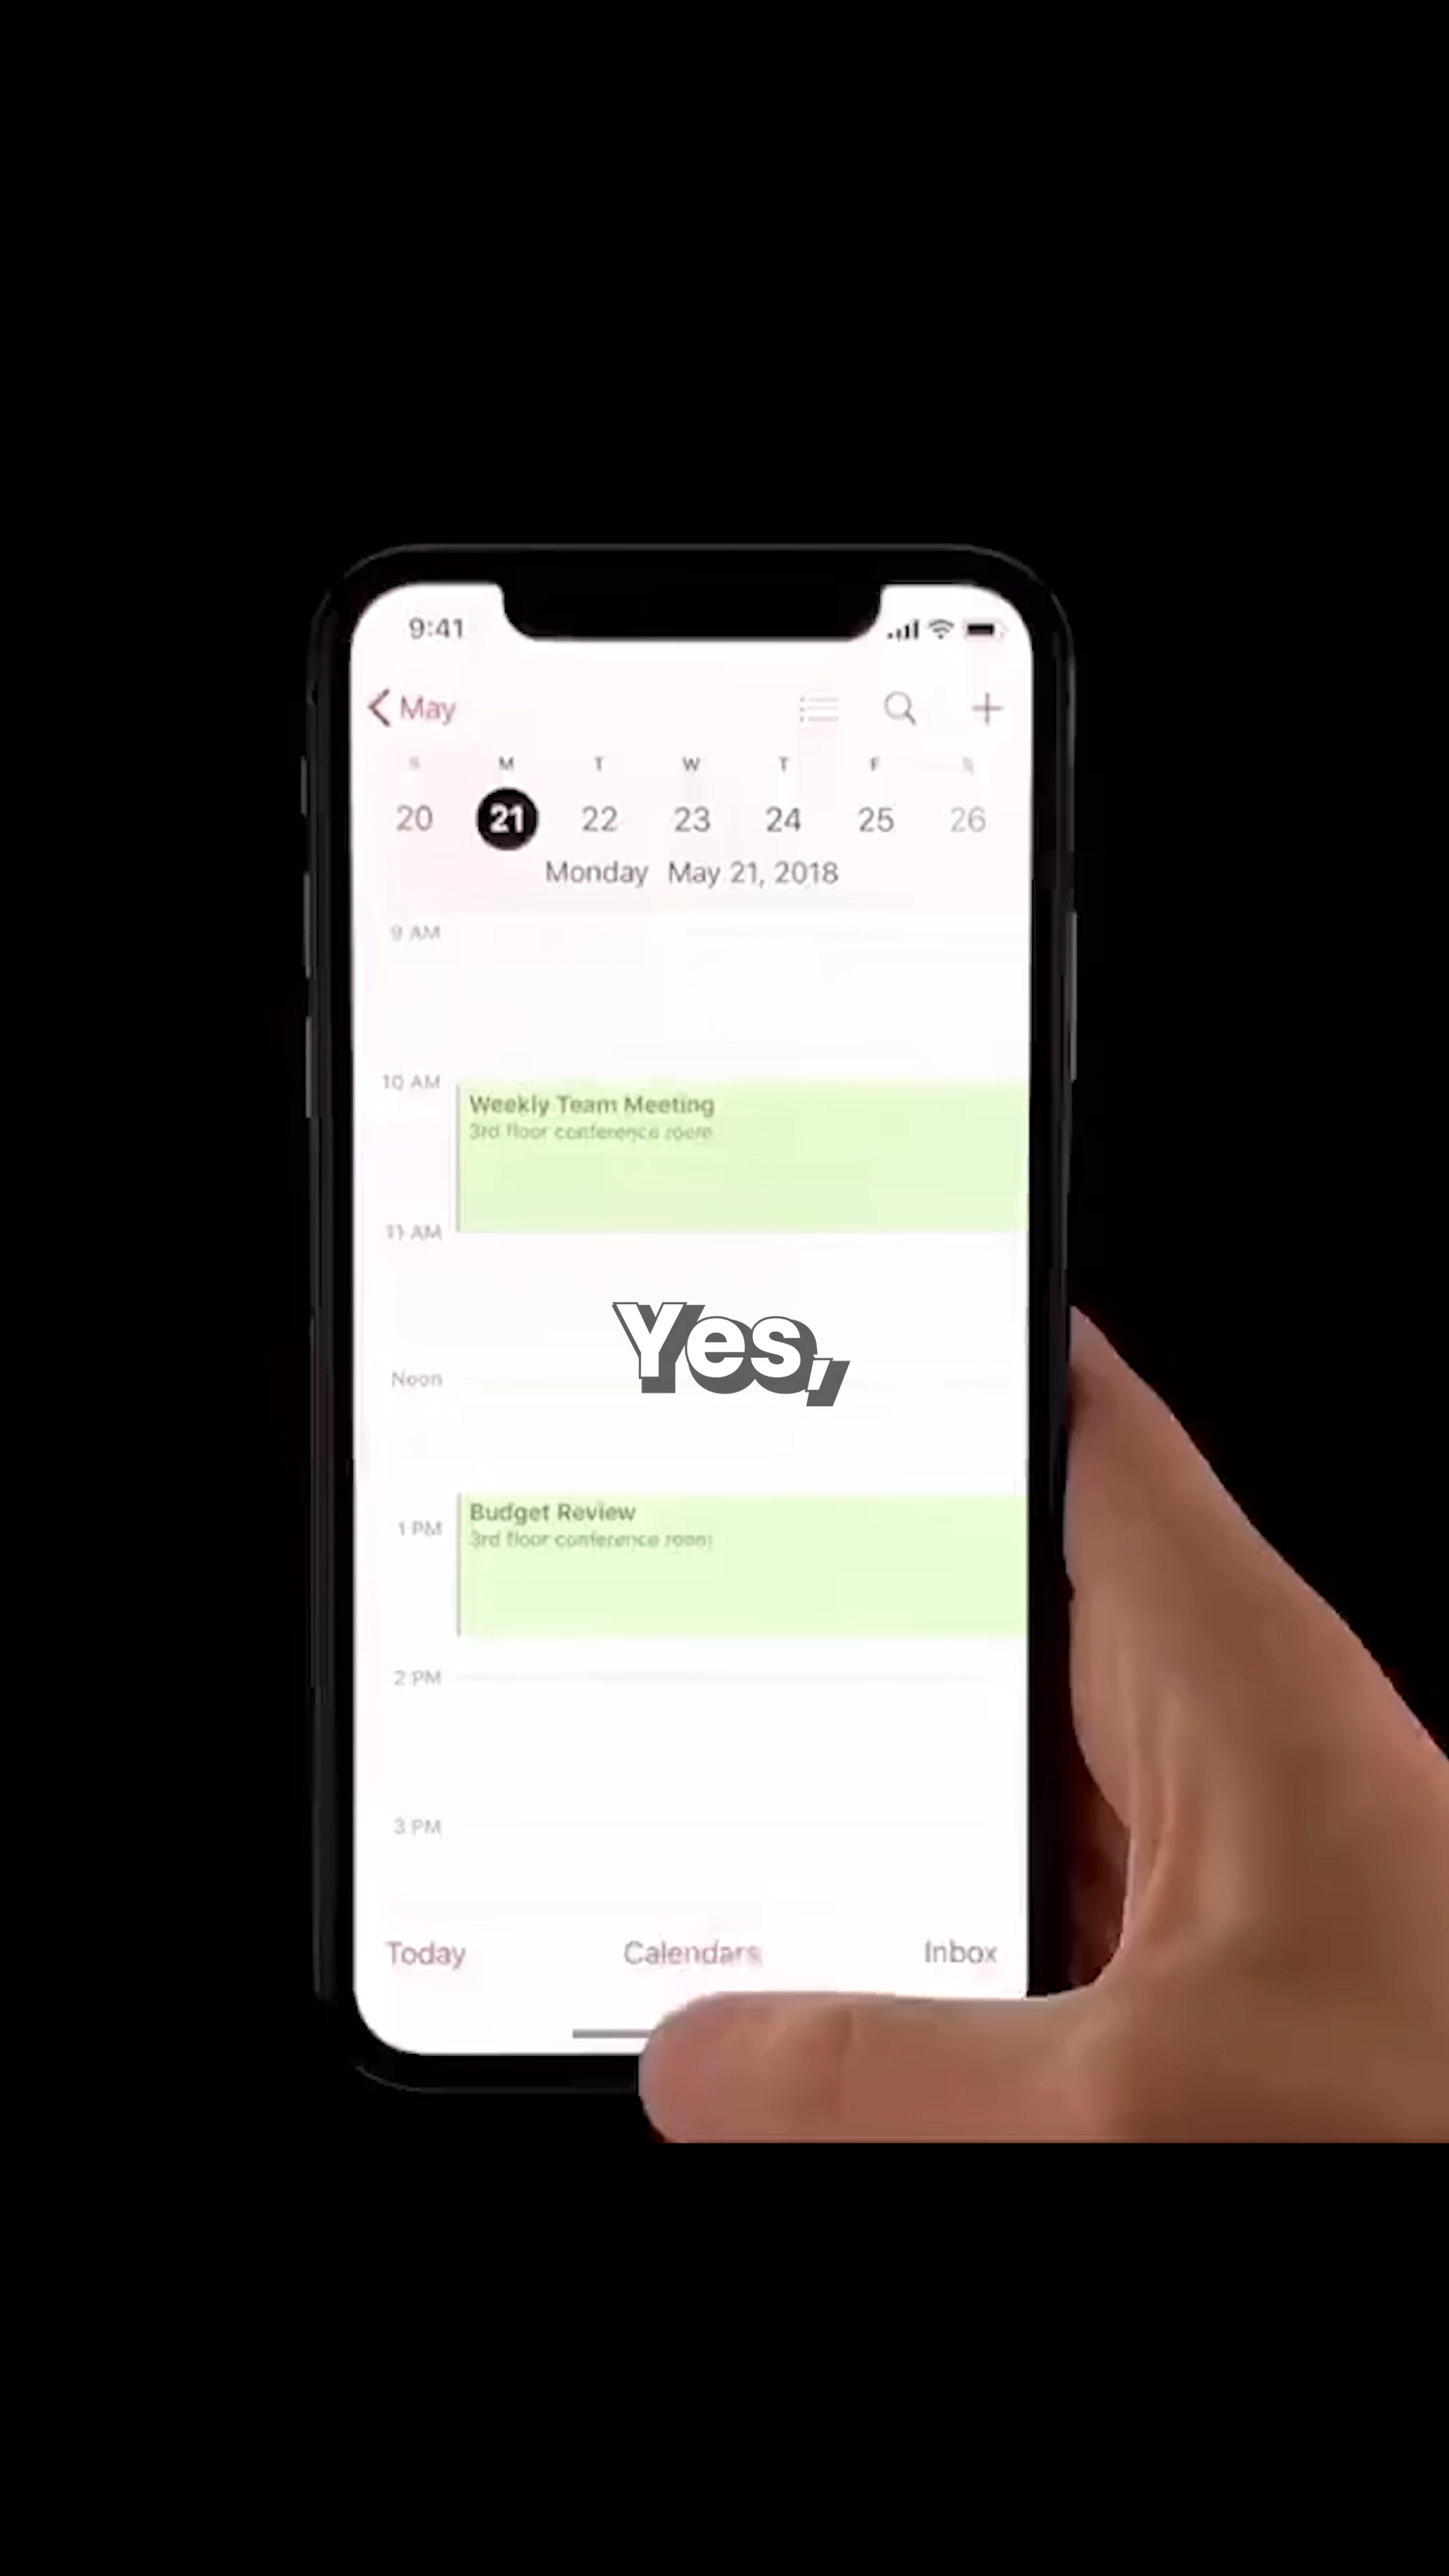 9:41
May
S M T W T F S
20 21 22 23 24 25 26
Monday May 21, 2018
9 AM
10 AM
Weekly Team Meeting
3rd floor conference room
11 AM
Yes,
Noon
Budget Review
1 PM
3rd floor conference room
2 PM
3 PM
Today Calendars Inbox